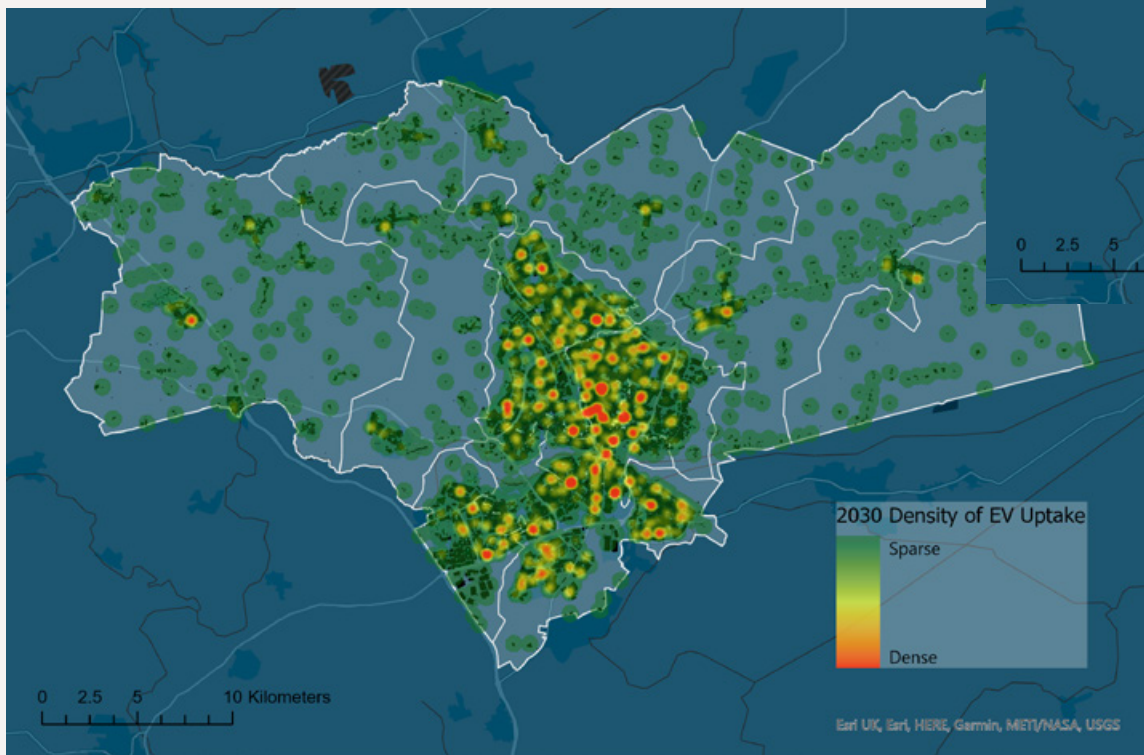 0 2.5 5
2030 Density of EV Uptake
Sparse
Dense
0 2.5 5 10 Kilometers
Esri UK, Esri, HERE, Garmin, METI/NASA, USGS